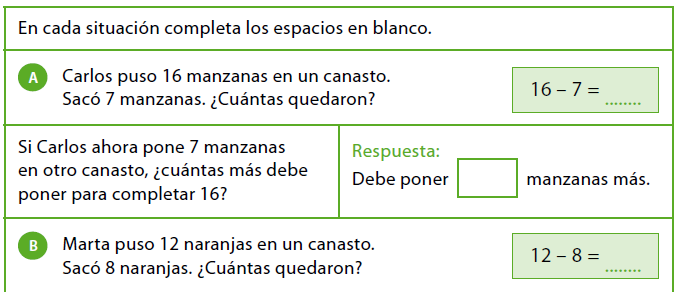 En cada situación completa los espacios en blanco.
A
Carlos puso 16 manzanas en un canasto.
Sacó 7 manzanas. ¿Cuántas quedaron?
16 – 7 = ........
Si Carlos ahora pone 7 manzanas
en otro canasto, ¿cuántas más debe
poner para completar 16?
Respuesta:
Debe poner manzanas más.
B
Marta puso 12 naranjas en un canasto.
Sacó 8 naranjas. ¿Cuántas quedaron?
12 – 8 = ........